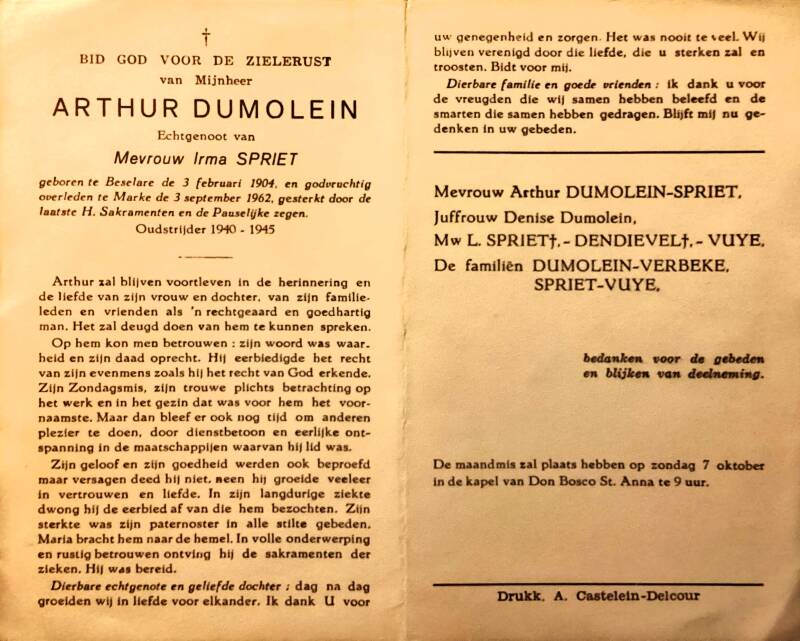 †
BID GOD VOOR DE ZIELERUST
van Mijnheer
ARTHUR DUMOLEIN
Echtgenoot van
Mevrouw Irma SPRIET
geboren te Beselare de 3 februari 1904, en godvruchtig
overleden te Marke de 3 september 1962, gesterkt door de
laatste H. Sakramenten en de Pauselijke zegen.
Oudstrijder 1940 - 1945
Arthur zal blijven voortleven in de herinnering en
de liefde van zijn vrouw en dochter, van zijn familie-
leden en vrienden als 'n rechtgeaard en goedhartig
man. Het zal deugd doen van hem te kunnen spreken.
Op hem kon men betrouwen : zijn woord was waar-
heid en zijn daad oprecht. Hij eerbiedigde het recht
van zijn evenmens zoals hij het recht van God erkende.
Zijn Zondagsmis, zijn trouwe plichts betrachting op
het werk en in het gezin dat was voor hem het voor-
naamste. Maar dan bleef er ook nog tijd om anderen
plezier te doen, door dienstbetoon en eerlijke ont-
spanning in de maatschappijen waarvan hij lid was.
Zijn geloof en zijn goedheid werden ook beproefd
maar versagen deed hij niet, neen hij groeide veeleer
in vertrouwen en liefde. In zijn langdurige ziekte
dwong hij de eerbied af van die hem bezochten. Zijn
sterkte was zijn paternoster in alle stilte gebeden.
Maria bracht hem naar de hemel. In volle onderwerping
en rustig betrouwen ontving hij de sakramenten der
zieken. Hij was bereid.
Dierbare echtgenote en geliefde dochter ; dag na dag
groeiden wij in liefde voor elkander. Ik dank U voor
uw genegenheid en zorgen. Het was nooit te veel. Wij
blijven verenigd door die liefde, die u sterken zal en
troosten. Bidt voor mij.
Dierbare familie en goede vrienden : ik dank u voor
de vreugden die wij samen hebben beleefd en de
smarten die samen hebben gedragen. Blijft mij nu ge-
denken in uw gebeden.
Mevrouw Arthur DUMOLEIN-SPRIET,
Juffrouw Denise Dumolein,
Mw L. SPRIET†,- DENDIEVEL†,- VUYE,
De familiën DUMOLEIN-VERBEKE,
SPRIET-VUYE,
bedanken voor de gebeden
en blijken van deelneming.
De maandmis zal plaats hebben op zondag 7 oktober
in de kapel van Don Bosco St. Anna te 9 uur.
Drukk. A. Castelein-Delcour